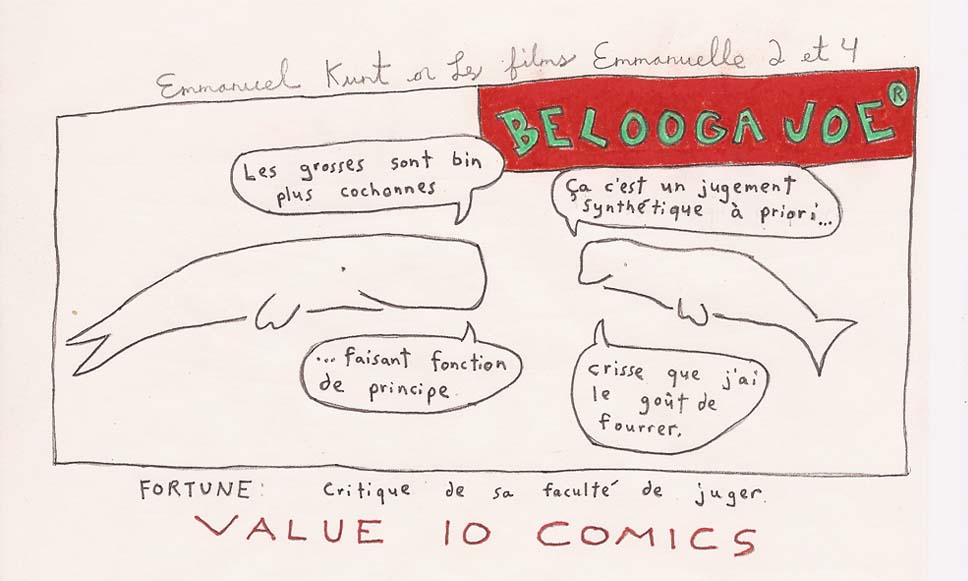 Emmanuel Kunt or Les films Emmanuelle 2 et 4
BELOOGA JOE®
Les grosses sont bin
plus cochonnes
Ça c'est un jugement
synthétique à priori...
... faisant fonction
de principe.
crisse que j'ai
le goût de
fourrer.
FORTUNE: Critique de sa faculté de juger.
VALUE 10 COMICS